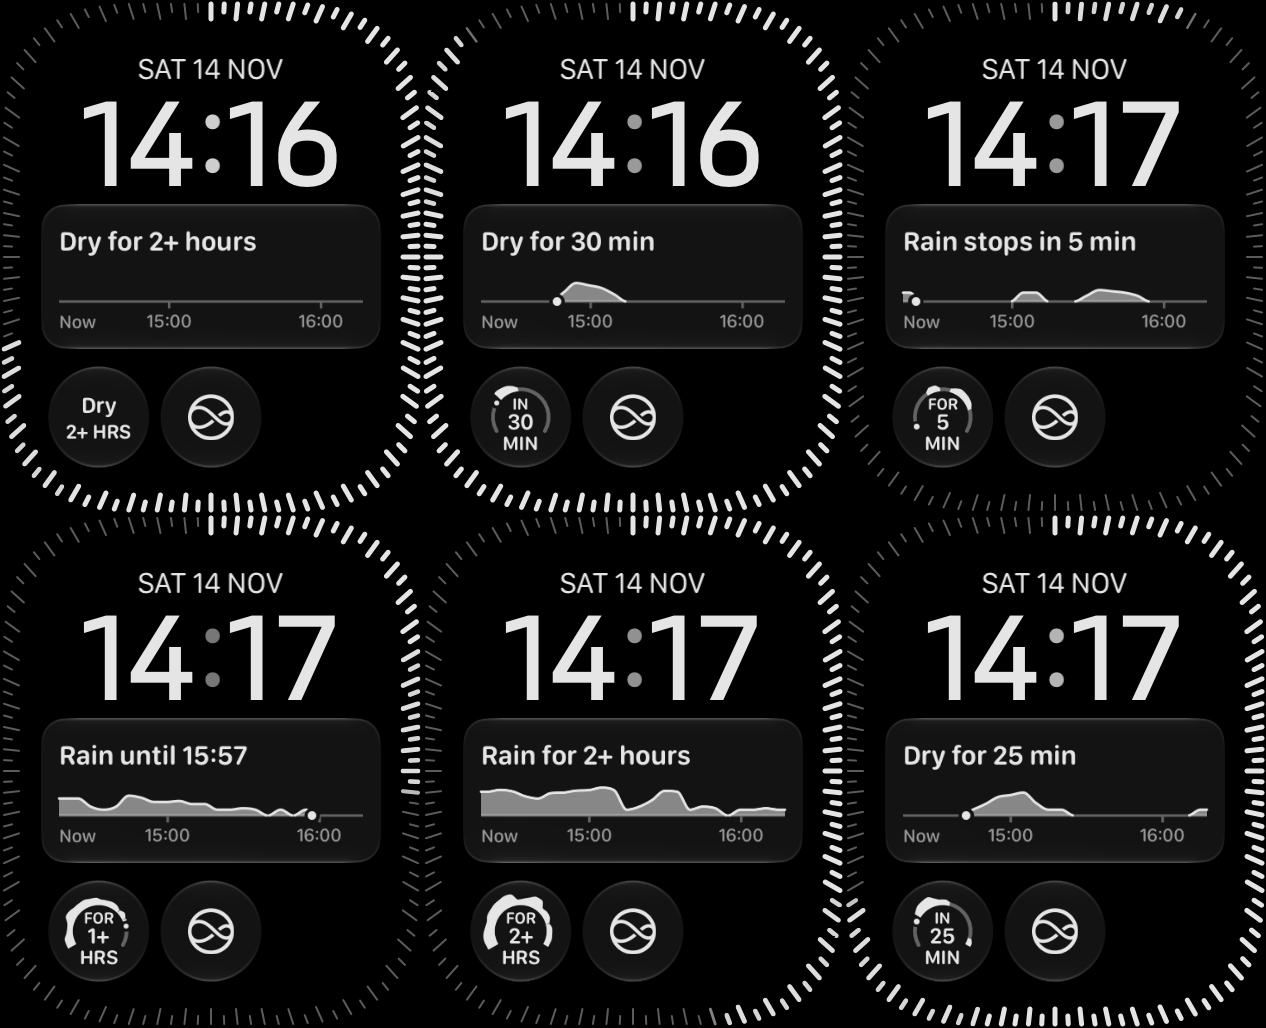 SAT 14 NOV
14:16
Dry for 2+ hours
Now 15:00 16:00
Dry
2+ HRS
SAT 14 NOV
14:16
Dry for 30 min
Now 15:00 16:00
IN
30
MIN
SAT 14 NOV
14:17
Rain stops in 5 min
Now 15:00 16:00
FOR
5
MIN
SAT 14 NOV
14:17
Rain until 15:57
Now 15:00 16:00
FOR
1+
HRS
SAT 14 NOV
14:17
Rain for 2+ hours
Now 15:00 16:00
FOR
2+
HRS
SAT 14 NOV
14:17
Dry for 25 min
Now 15:00 16:00
IN
25
MIN